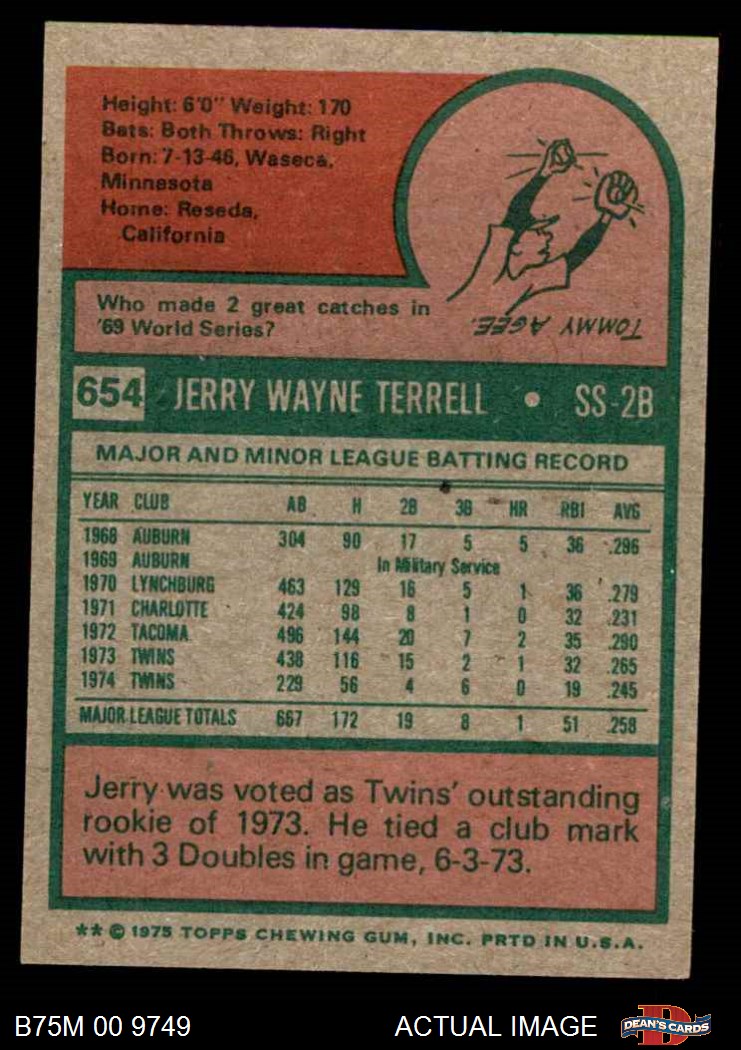 Height: 6'0" Weight: 170
Bats: Both Throws: Right
Born: 7-13-46, Waseca,
Minnesota
Home: Reseda,
California
Who made 2 great catches in
'69 World Series?
TOMMY AGEE.
654 JERRY WAYNE TERRELL • SS-2B
MAJOR AND MINOR LEAGUE BATTING RECORD
YEAR CLUB AB H 2B 3B HR RBI AVG
1968 AUBURN 304 90 17 5 5 36 .296
1969 AUBURN In Military Service
1970 LYNCHBURG 463 129 16 5 1 36 .279
1971 CHARLOTTE 424 98 8 1 0 32 .231
1972 TACOMA 496 144 20 7 2 35 .290
1973 TWINS 438 116 15 2 1 32 .265
1974 TWINS 229 56 4 6 0 19 .245
MAJOR LEAGUE TOTALS 667 172 19 8 1 51 .258
Jerry was voted as Twins' outstanding
rookie of 1973. He tied a club mark
with 3 Doubles in game, 6-3-73.
** © 1975 TOPPS CHEWING GUM, INC. PRTD IN U.S.A.
B75M 00 9749 ACTUAL IMAGE D DEAN'S CARDS